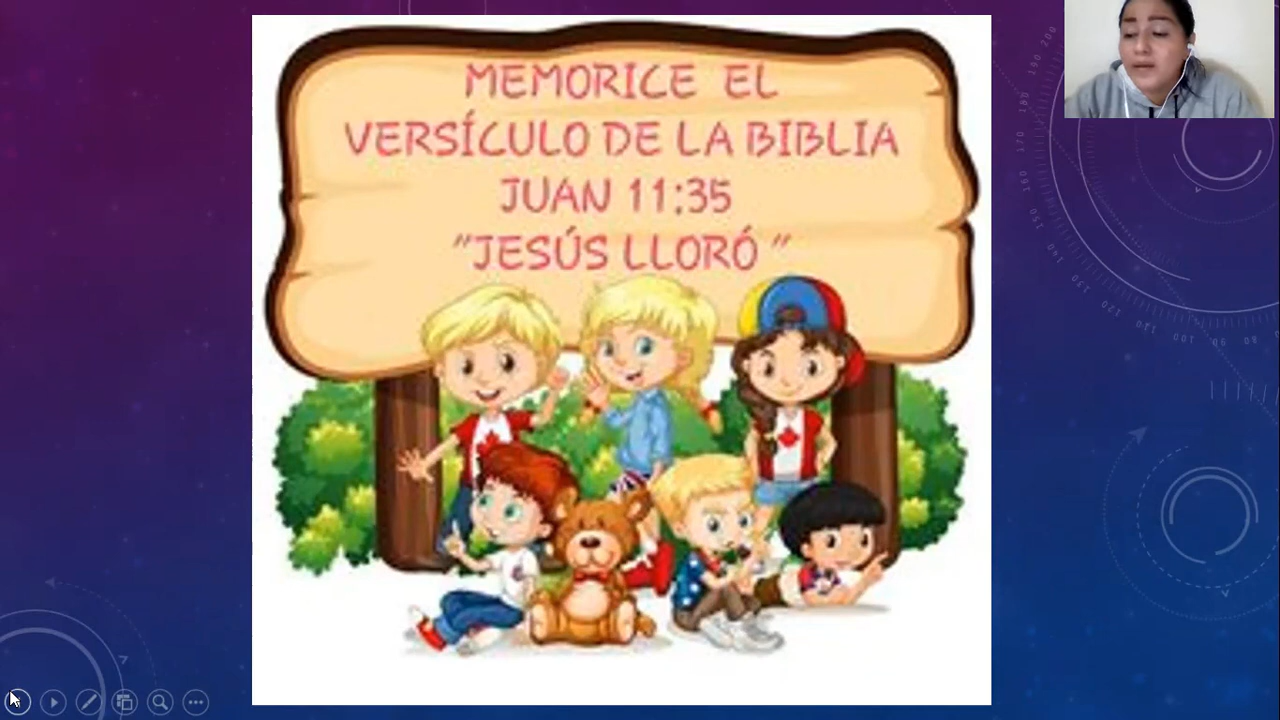 MEMORICE EL
VERSÍCULO DE LA BIBLIA
JUAN 11:35
"JESÚS LLORÓ "